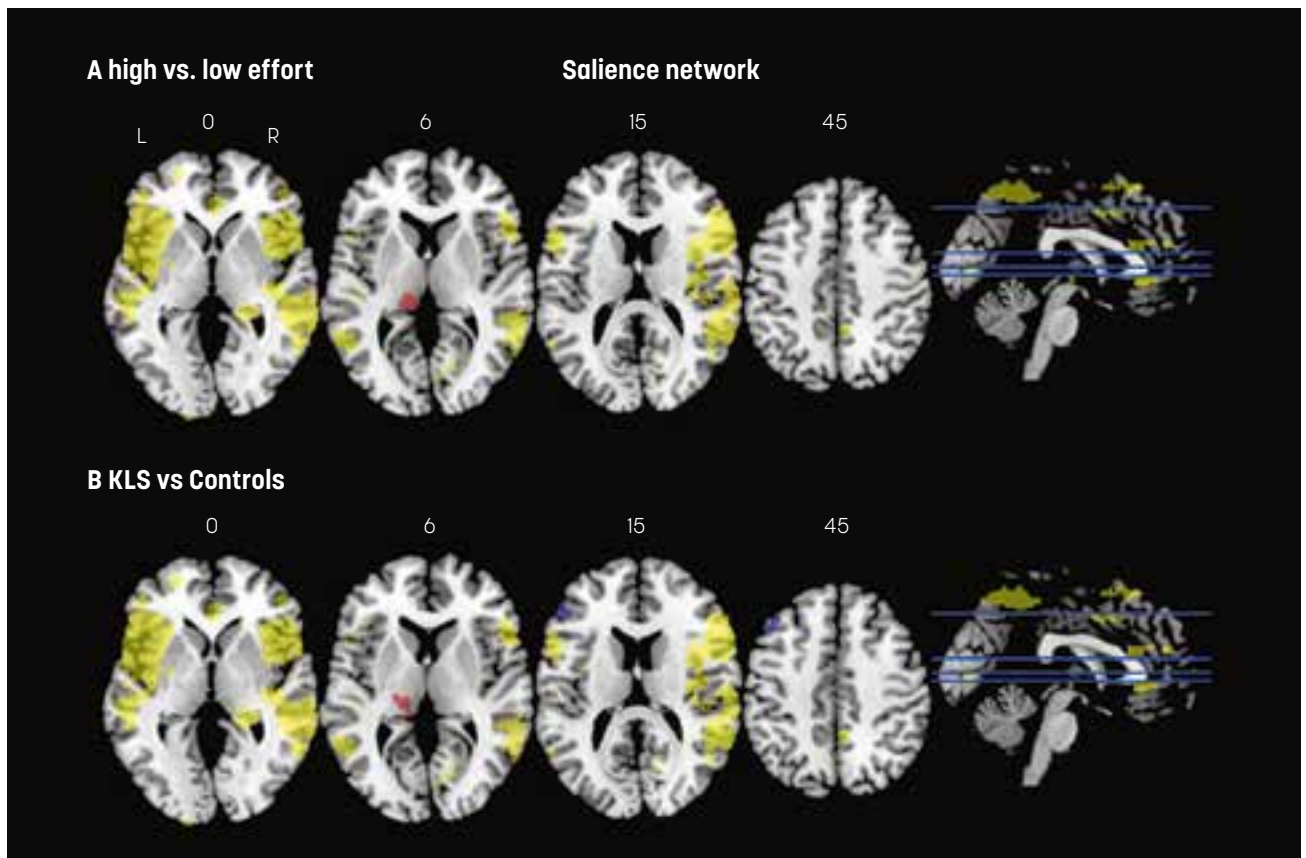 A high vs. low effort
Salience network
0 6 15 45
L R
B KLS vs Controls
0 6 15 45